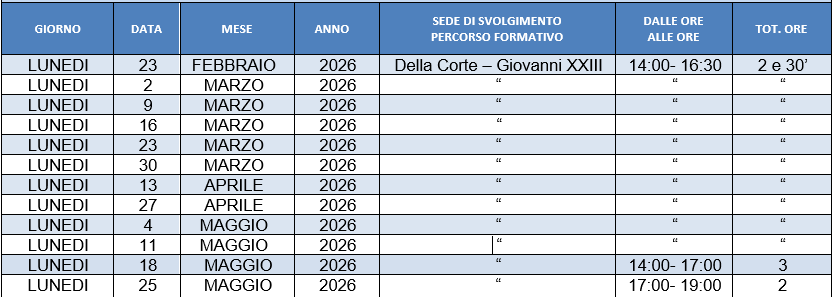 GIORNO DATA MESE ANNO SEDE DI SVOLGIMENTO PERCORSO FORMATIVO DALLE ORE ALLE ORE TOT. ORE
LUNEDI 23 FEBBRAIO 2026 Della Corte – Giovanni XXIII 14:00- 16:30 2 e 30’
LUNEDI 2 MARZO 2026 “ “ “
LUNEDI 9 MARZO 2026 “ “ “
LUNEDI 16 MARZO 2026 “ “ “
LUNEDI 23 MARZO 2026 “ “ “
LUNEDI 30 MARZO 2026 “ “ “
LUNEDI 13 APRILE 2026 “ “ “
LUNEDI 27 APRILE 2026 “ “ “
LUNEDI 4 MAGGIO 2026 “ “ “
LUNEDI 11 MAGGIO 2026 “ “ “
LUNEDI 18 MAGGIO 2026 “ 14:00- 17:00 3
LUNEDI 25 MAGGIO 2026 “ 17:00- 19:00 2